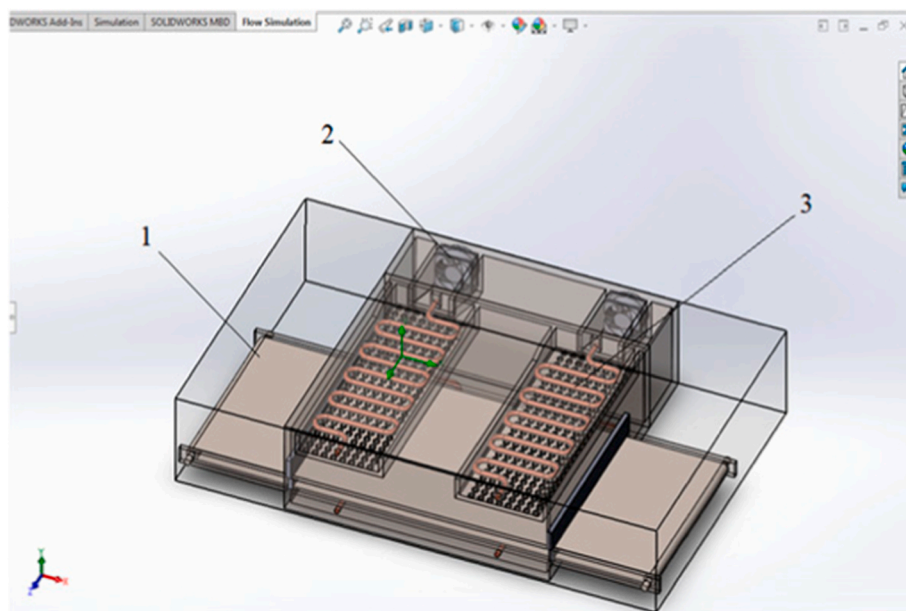 DWORKS Add-Ins Simulation SOLIDWORKS MBD Flow Simulation
2
3
1
Y
X
Z